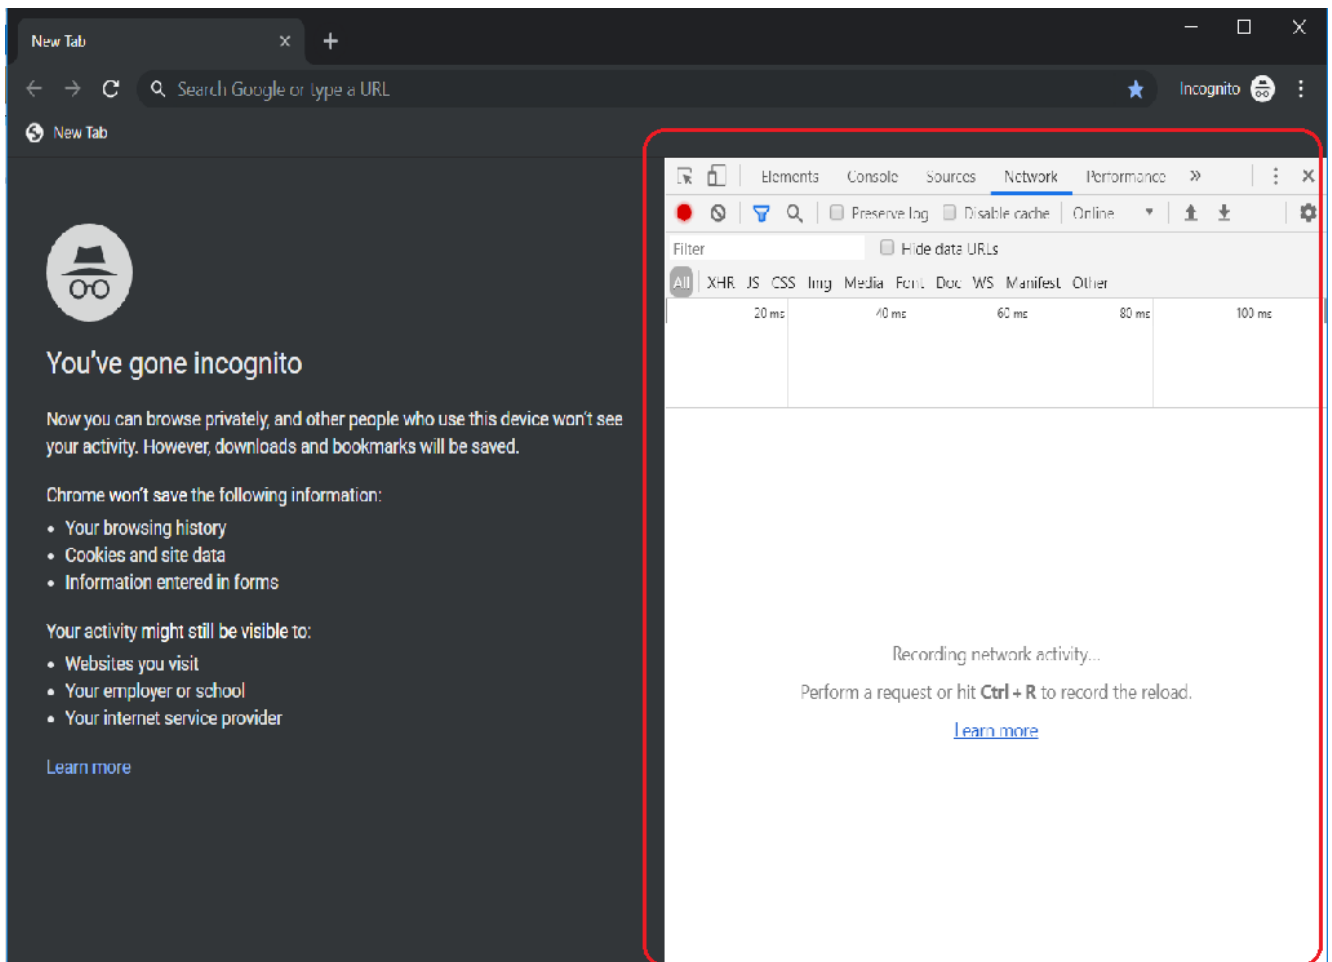 New Tab
Search Google or type a URL
Incognito
New Tab
Elements Console Sources Network Performance
Preserve log Disable cache Online
Filter Hide data URLs
All XHR JS CSS Img Media Font Doc WS Manifest Other
20 ms 40 ms 60 ms 80 ms 100 ms
You've gone incognito
Now you can browse privately, and other people who use this device won't see
your activity. However, downloads and bookmarks will be saved.
Chrome won't save the following information:
• Your browsing history
• Cookies and site data
• Information entered in forms
Your activity might still be visible to:
• Websites you visit
• Your employer or school
• Your internet service provider
Learn more
Recording network activity...
Perform a request or hit Ctrl + R to record the reload.
Learn more